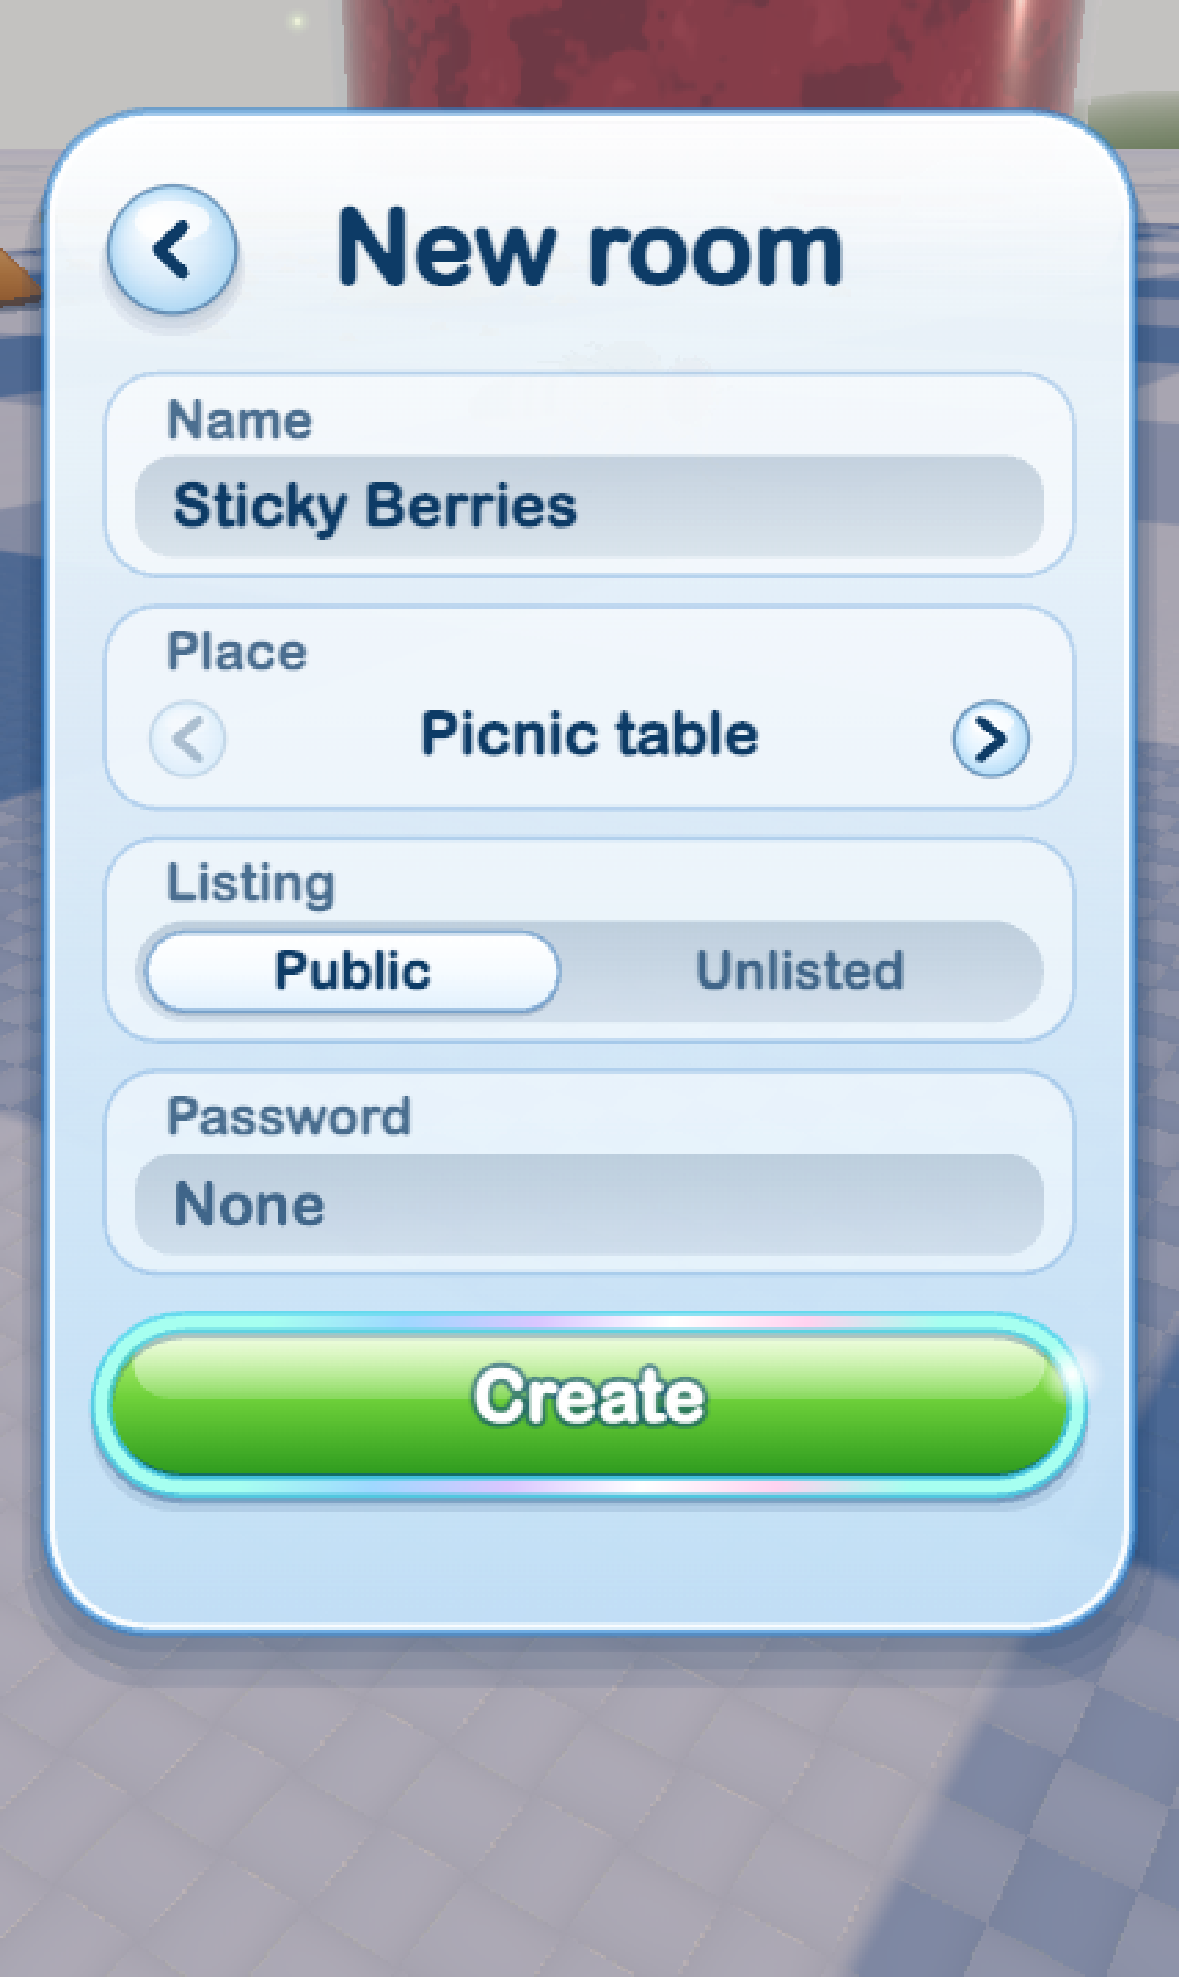 New room
Name
Sticky Berries
Place
Picnic table
Listing
Public Unlisted
Password
None
Create